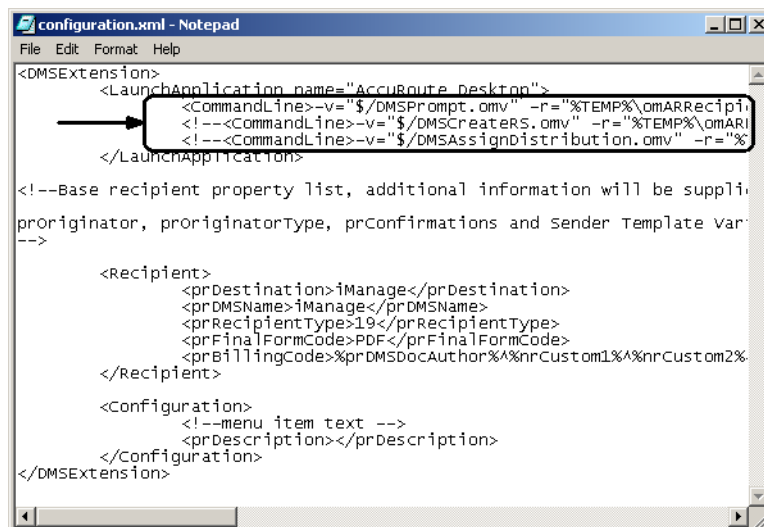 configuration.xml - Notepad
File Edit Format Help
<DMSExtension>
<LaunchApplication name="AccuRoute Desktop">
<CommandLine>-v="$/DMSPrompt.omv" -r="%TEMP%\omARRecipi
<!--<CommandLine>-v="$/DMSCreateRS.omv" -r="%TEMP%\omAR
<!--<CommandLine>-v="$/DMSAssignDistribution.omv" -r="%
</LaunchApplication>
<!--Base recipient property list, additional information will be suppli
prOriginator, prOriginatorType, prConfirmations and Sender Template Var
-->
<Recipient>
<prDestination>iManage</prDestination>
<prDMSName>iManage</prDMSName>
<prRecipientType>19</prRecipientType>
<prFinalFormCode>PDF</prFinalFormCode>
<prBillingCode>%prDMSDocAuthor%^%nrCustom1%^%nrCustom2%
</Recipient>
<Configuration>
<!--menu item text -->
<prDescription></prDescription>
</Configuration>
</DMSExtension>